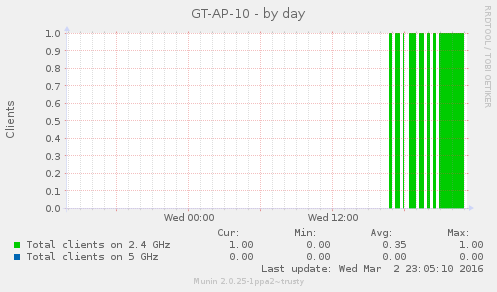 GT-AP-10 - by day
RRDTOOL / TOBI OETIKER
Clients
1.0
0.9
0.8
0.7
0.6
0.5
0.4
0.3
0.2
0.1
0.0
Wed 00:00 Wed 12:00
Cur: Min: Avg: Max:
Total clients on 2.4 GHz 1.00 0.00 0.35 1.00
Total clients on 5 GHz 0.00 0.00 0.00 0.00
Last update: Wed Mar 2 23:05:10 2016
Munin 2.0.25-1ppa2~trusty